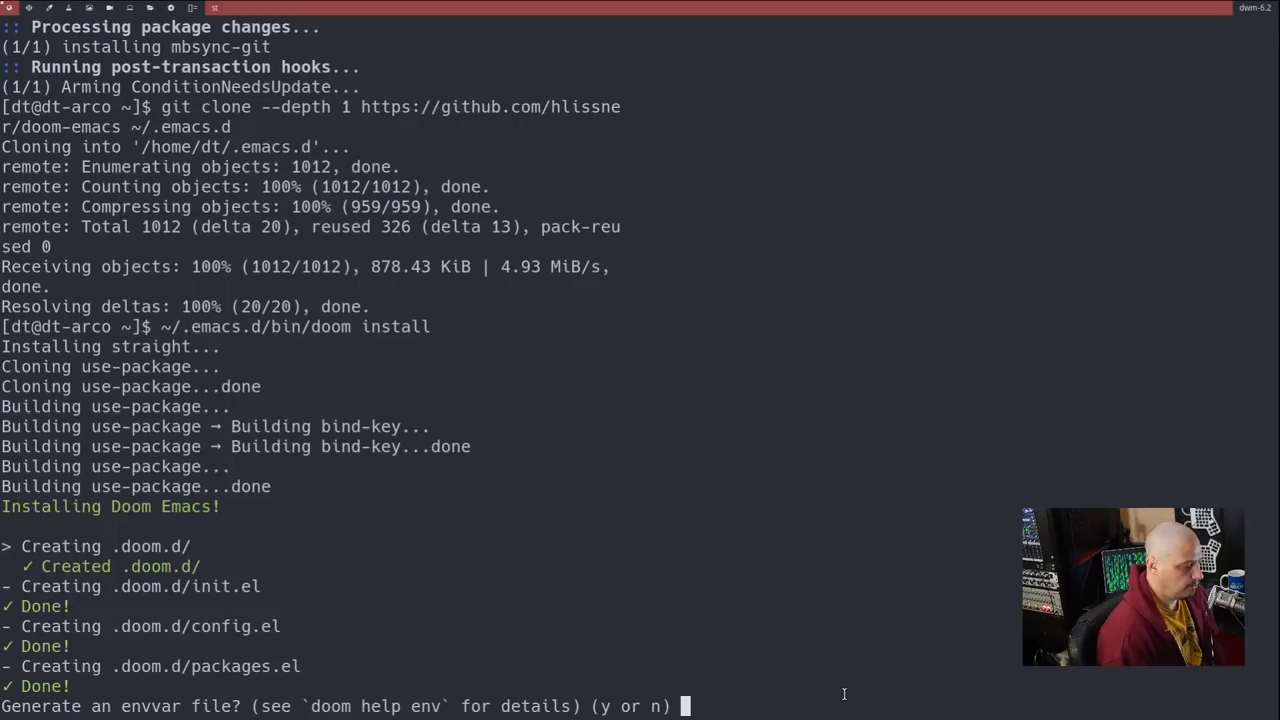 st
dwm-6.2
:: Processing package changes...
(1/1) installing mbsync-git
:: Running post-transaction hooks...
(1/1) Arming ConditionNeedsUpdate...
[dt@dt-arco ~]$ git clone --depth 1 https://github.com/hlissne
r/doom-emacs ~/.emacs.d
Cloning into '/home/dt/.emacs.d'...
remote: Enumerating objects: 1012, done.
remote: Counting objects: 100% (1012/1012), done.
remote: Compressing objects: 100% (959/959), done.
remote: Total 1012 (delta 20), reused 326 (delta 13), pack-reu
sed 0
Receiving objects: 100% (1012/1012), 878.43 KiB | 4.93 MiB/s,
done.
Resolving deltas: 100% (20/20), done.
[dt@dt-arco ~]$ ~/.emacs.d/bin/doom install
Installing straight...
Cloning use-package...
Cloning use-package...done
Building use-package...
Building use-package → Building bind-key...
Building use-package → Building bind-key...done
Building use-package...
Building use-package...done
Installing Doom Emacs!
> Creating .doom.d/
✓ Created .doom.d/
- Creating .doom.d/init.el
✓ Done!
- Creating .doom.d/config.el
✓ Done!
- Creating .doom.d/packages.el
✓ Done!
Generate an envvar file? (see `doom help env` for details) (y or n)